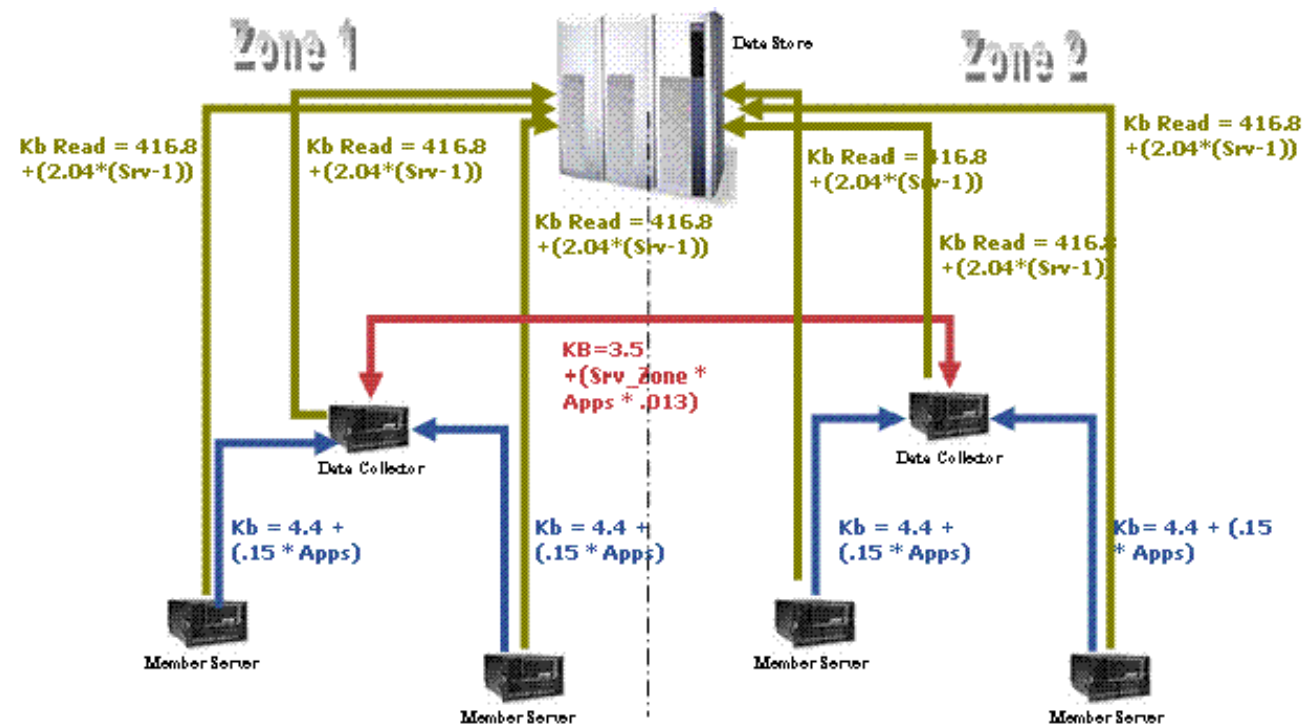 Zone 1
Data Store
Zone 2
Kb Read = 416.8
+(2.04*(Srv-1))
Kb Read = 416.8
+(2.04*(Srv-1))
Kb Read = 416.8
+(2.04*(Srv-1))
Kb Read = 416.8
+(2.04*(Srv-1))
Kb Read = 416.8
+(2.04*(Srv-1))
Kb Read = 416.8
+(2.04*(Srv-1))
KB=3.5
+(Srv_Zone *
Apps * .013)
Data Collector
Data Collector
Kb = 4.4 +
(.15 * Apps)
Kb = 4.4 +
(.15 * Apps)
Kb = 4.4 +
(.15 * Apps)
Kb= 4.4 + (.15
* Apps)
Member Server
Member Server
Member Server
Member Server